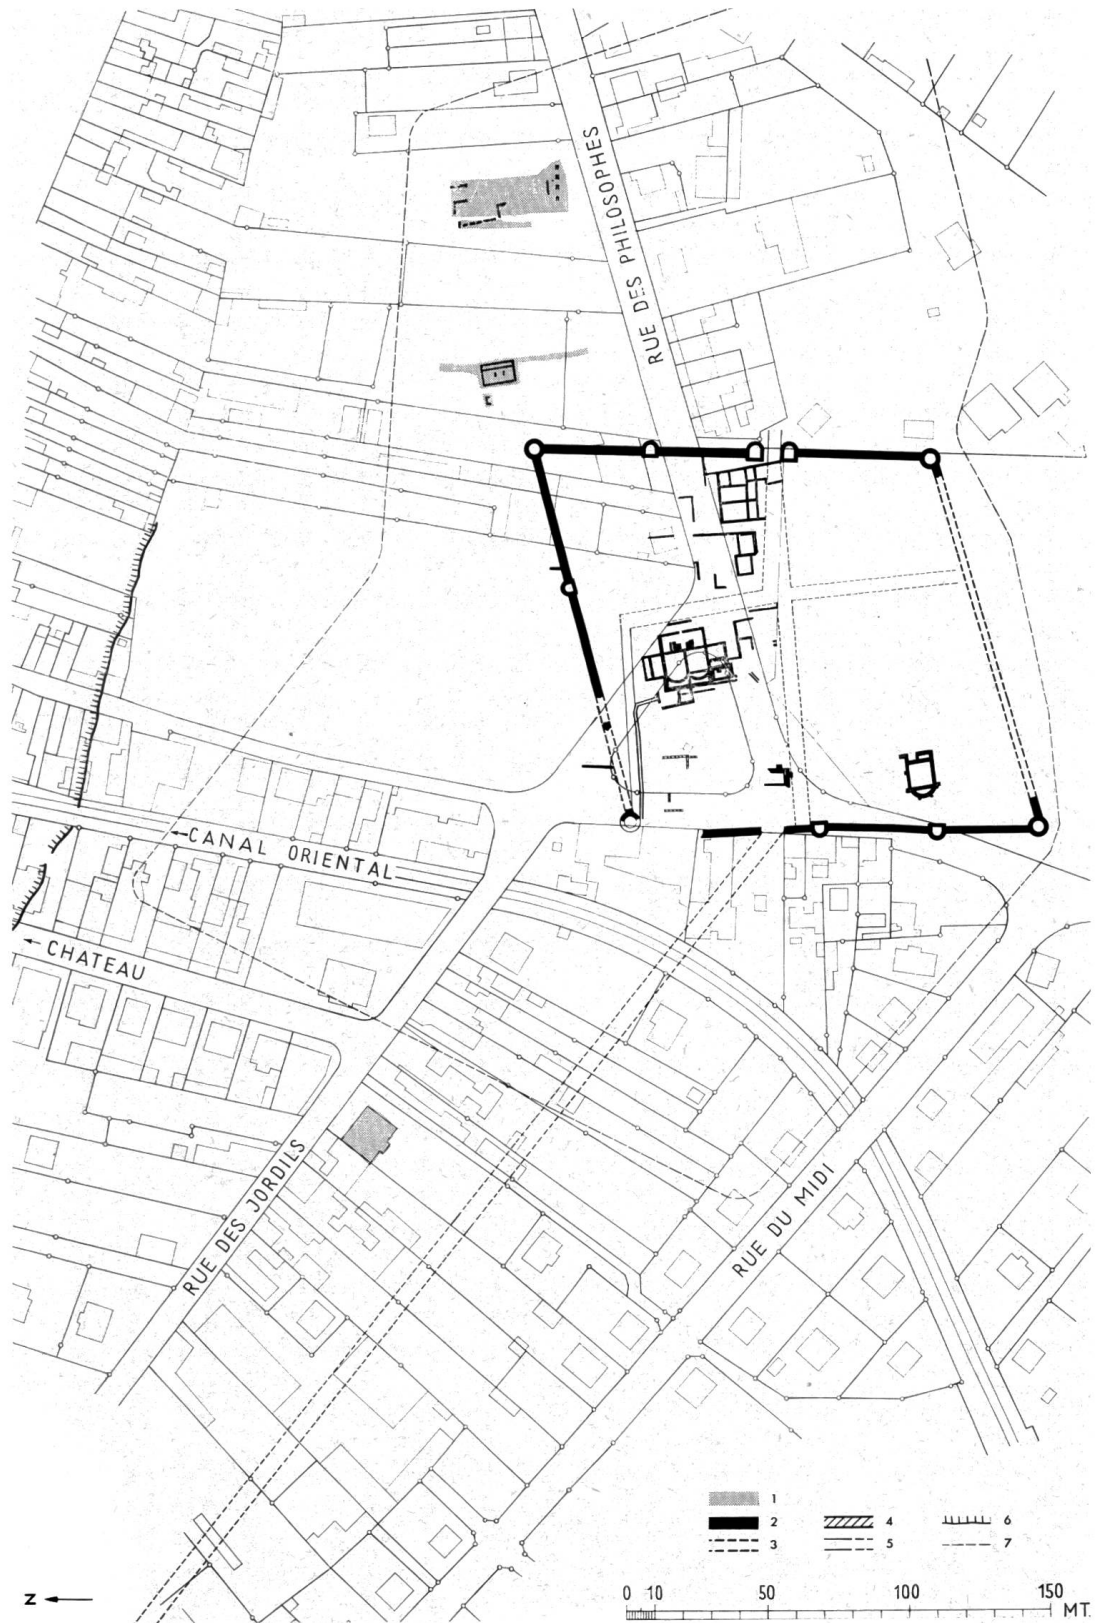 RUE DES PHILOSOPHES
←CANAL ORIENTAL
← CHATEAU
RUE DES JORDILS
RUE DU MIDI
1
2
3
4
5
6
7
Z ←
0 10 50 100 150
MT.